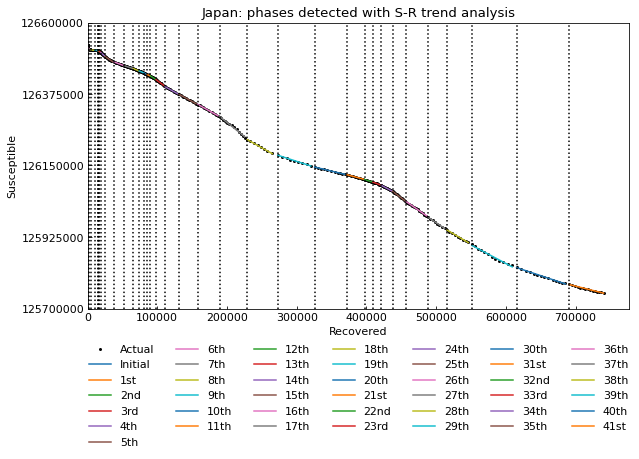 Japan: phases detected with S-R trend analysis
126600000
126375000
126150000
125925000
125700000
Susceptible
0 100000 200000 300000 400000 500000 600000 700000
Recovered
Actual 6th 12th 18th 24th 30th 36th
Initial 7th 13th 19th 25th 31st 37th
1st 8th 14th 20th 26th 32nd 38th
2nd 9th 15th 21st 27th 33rd 39th
3rd 10th 16th 22nd 28th 34th 40th
4th 11th 17th 23rd 29th 35th 41st
5th